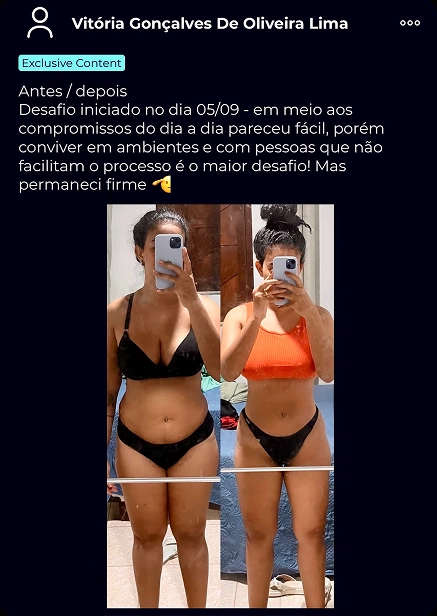 Vitória Gonçalves De Oliveira Lima
Exclusive Content
Antes / depois
Desafio iniciado no dia 05/09 - em meio aos
compromissos do dia a dia pareceu fácil, porém
conviver em ambientes e com pessoas que não
facilitam o processo é o maior desafio! Mas
permaneci firme 🫡